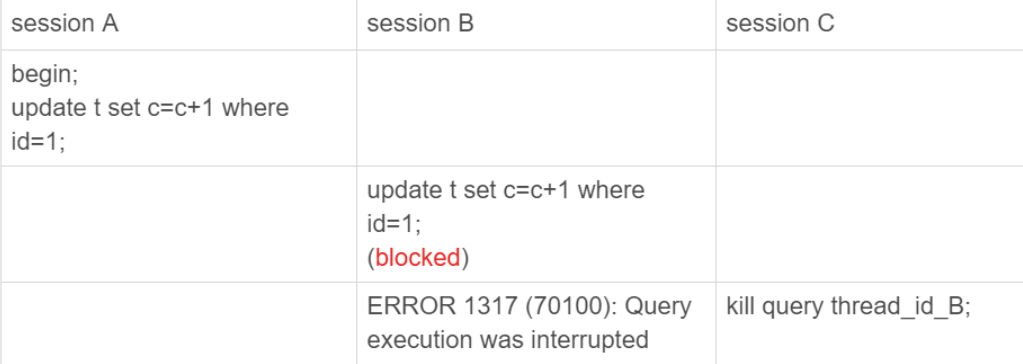 session A
session B
session C
begin;
update t set c=c+1 where
id=1;
update t set c=c+1 where
id=1;
(blocked)
ERROR 1317 (70100): Query
execution was interrupted
kill query thread_id_B;